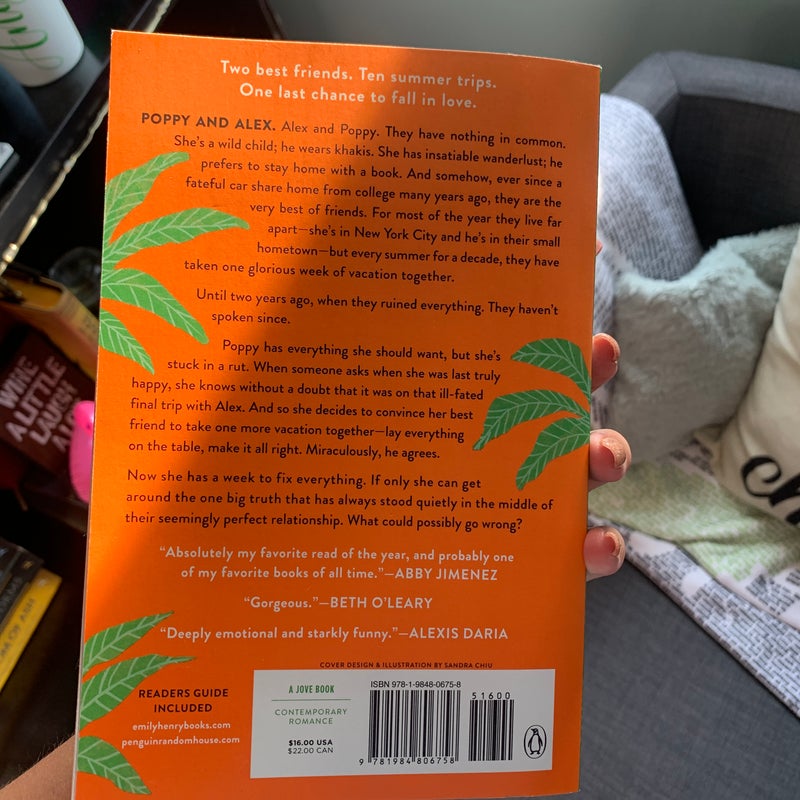 Two best friends. Ten summer trips.
One last chance to fall in love.
POPPY AND ALEX. Alex and Poppy. They have nothing in common.
She's a wild child; he wears khakis. She has insatiable wanderlust; he
prefers to stay home with a book. And somehow, ever since a
fateful car share home from college many years ago, they are the
very best of friends. For most of the year they live far
apart—she's in New York City and he's in their small
hometown—but every summer for a decade, they have
taken one glorious week of vacation together.
Until two years ago, when they ruined everything. They haven't
spoken since.
Poppy has everything she should want, but she's
stuck in a rut. When someone asks when she was last truly
happy, she knows without a doubt that it was on that ill-fated
final trip with Alex. And so she decides to convince her best
friend to take one more vacation together—lay everything
on the table, make it all right. Miraculously, he agrees.
Now she has a week to fix everything. If only she can get
around the one big truth that has always stood quietly in the middle of
their seemingly perfect relationship. What could possibly go wrong?
"Absolutely my favorite read of the year, and probably one
of my favorite books of all time."—ABBY JIMENEZ
"Gorgeous."—BETH O'LEARY
"Deeply emotional and starkly funny."—ALEXIS DARIA
COVER DESIGN & ILLUSTRATION BY SANDRA CHIU
READERS GUIDE
INCLUDED
emilyhenrybooks.com
penguinrandomhouse.com
A JOVE BOOK
CONTEMPORARY
ROMANCE
$16.00 USA
$22.00 CAN
ISBN 978-1-9848-0675-8
51600
9 781984 806758
WINE
A LITTLE
LAUGH
A
OF ASH
ch